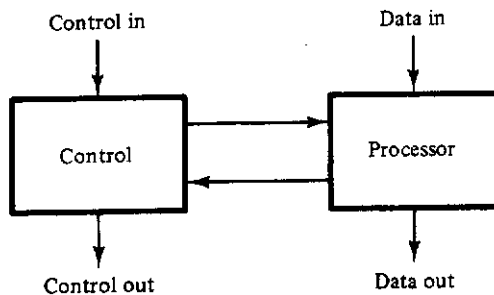 Control in
Data in
Control
Processor
Control out
Data out